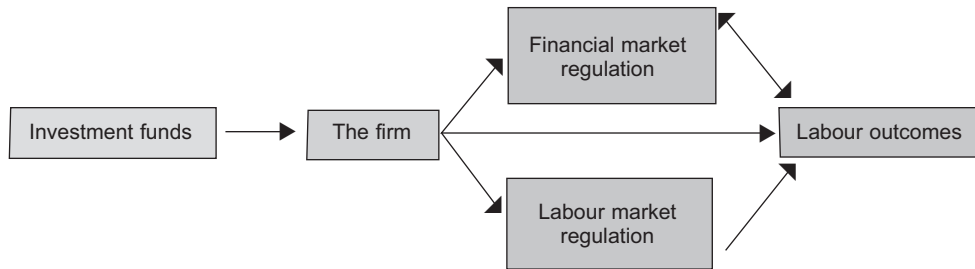 Financial market
regulation
Investment funds
The firm
Labour outcomes
Labour market
regulation